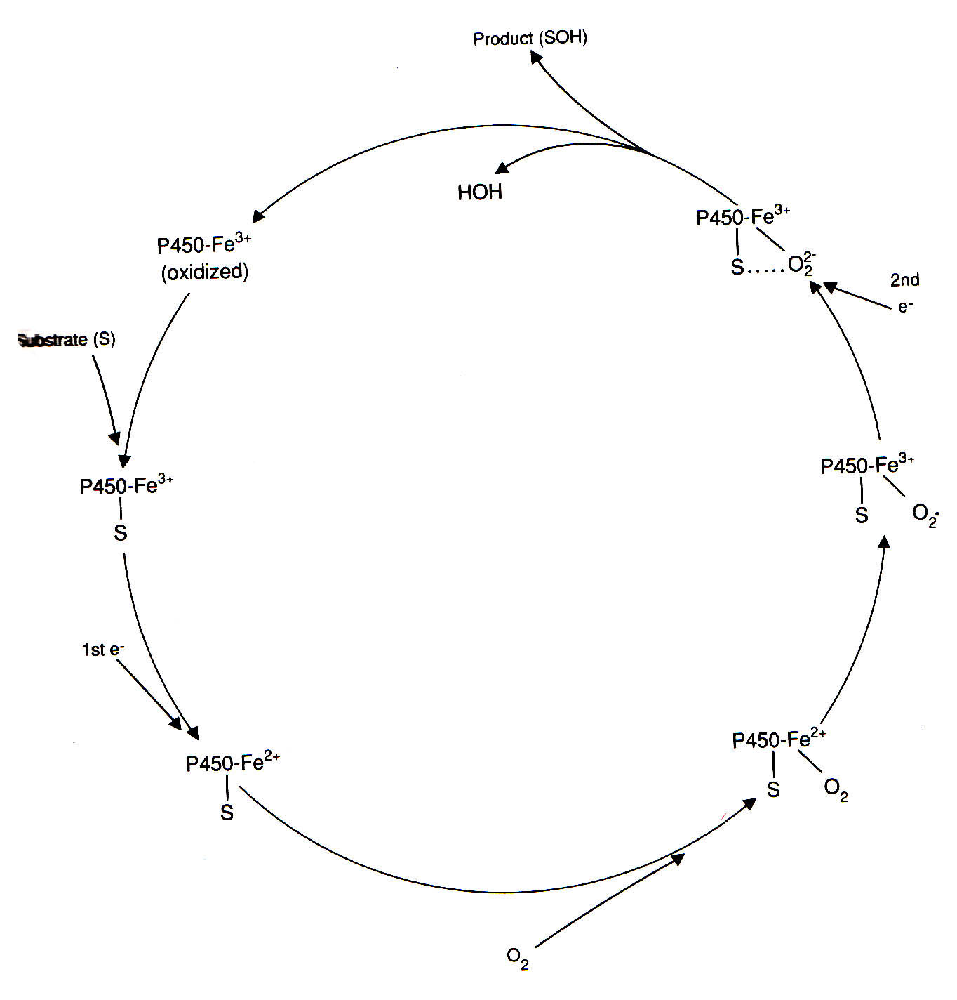 Product (SOH)
HOH
P450-Fe³⁺
S.....O₂²⁻
2nd
e⁻
P450-Fe³⁺
(oxidized)
Substrate (S)
P450-Fe³⁺
S
P450-Fe³⁺
S O₂•
1st e⁻
P450-Fe²⁺
S
P450-Fe²⁺
S O₂
O₂